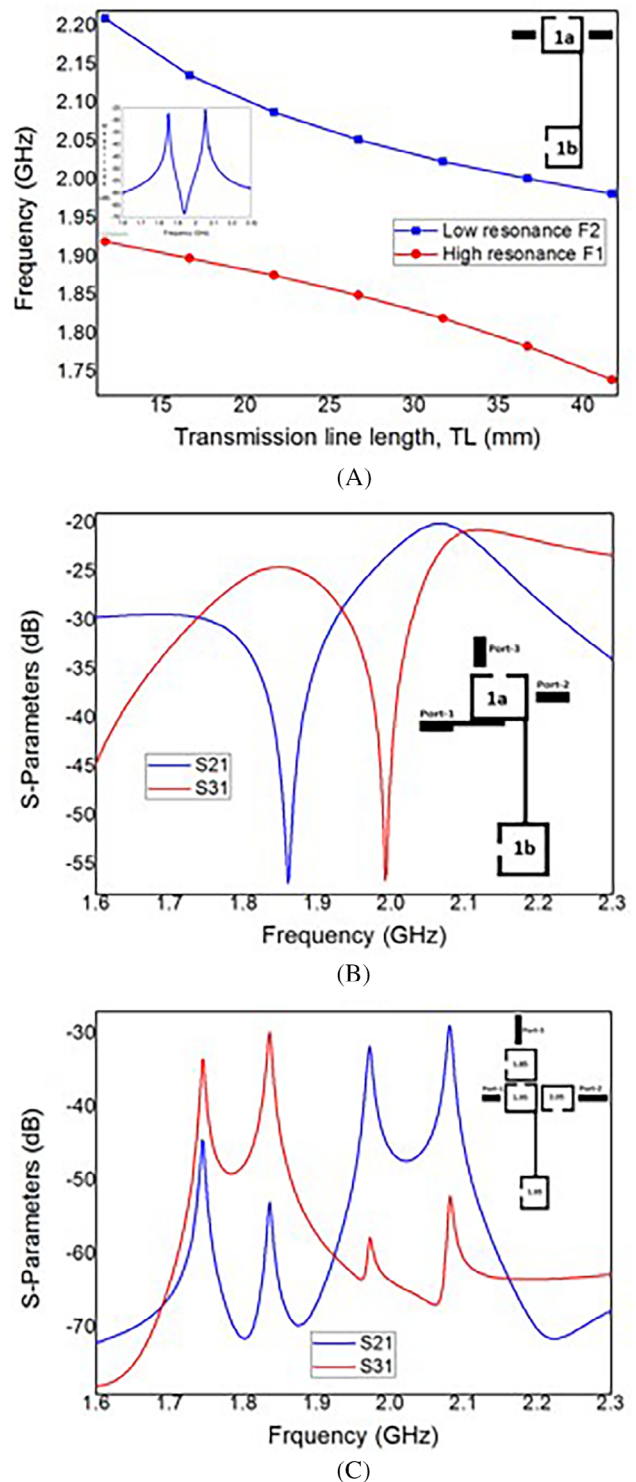 2.20
2.15
2.10
2.05
2.00
1.95
1.90
1.85
1.80
1.75
Frequency (GHz)
1a
1b
Frequency (GHz)
Low resonance F2
High resonance F1
15 20 25 30 35 40
Transmission line length, TL (mm)
(A)
-20
-25
-30
-35
-40
-45
-50
-55
S-Parameters (dB)
Port-3
1a
Port-2
Port-1
1b
S21
S31
1.6 1.7 1.8 1.9 2.0 2.1 2.2 2.3
Frequency (GHz)
(B)
-30
-40
-50
-60
-70
S-Parameters (dB)
Port-2
S21
S31
1.6 1.7 1.8 1.9 2.0 2.1 2.2 2.3
Frquency (GHz)
(C)